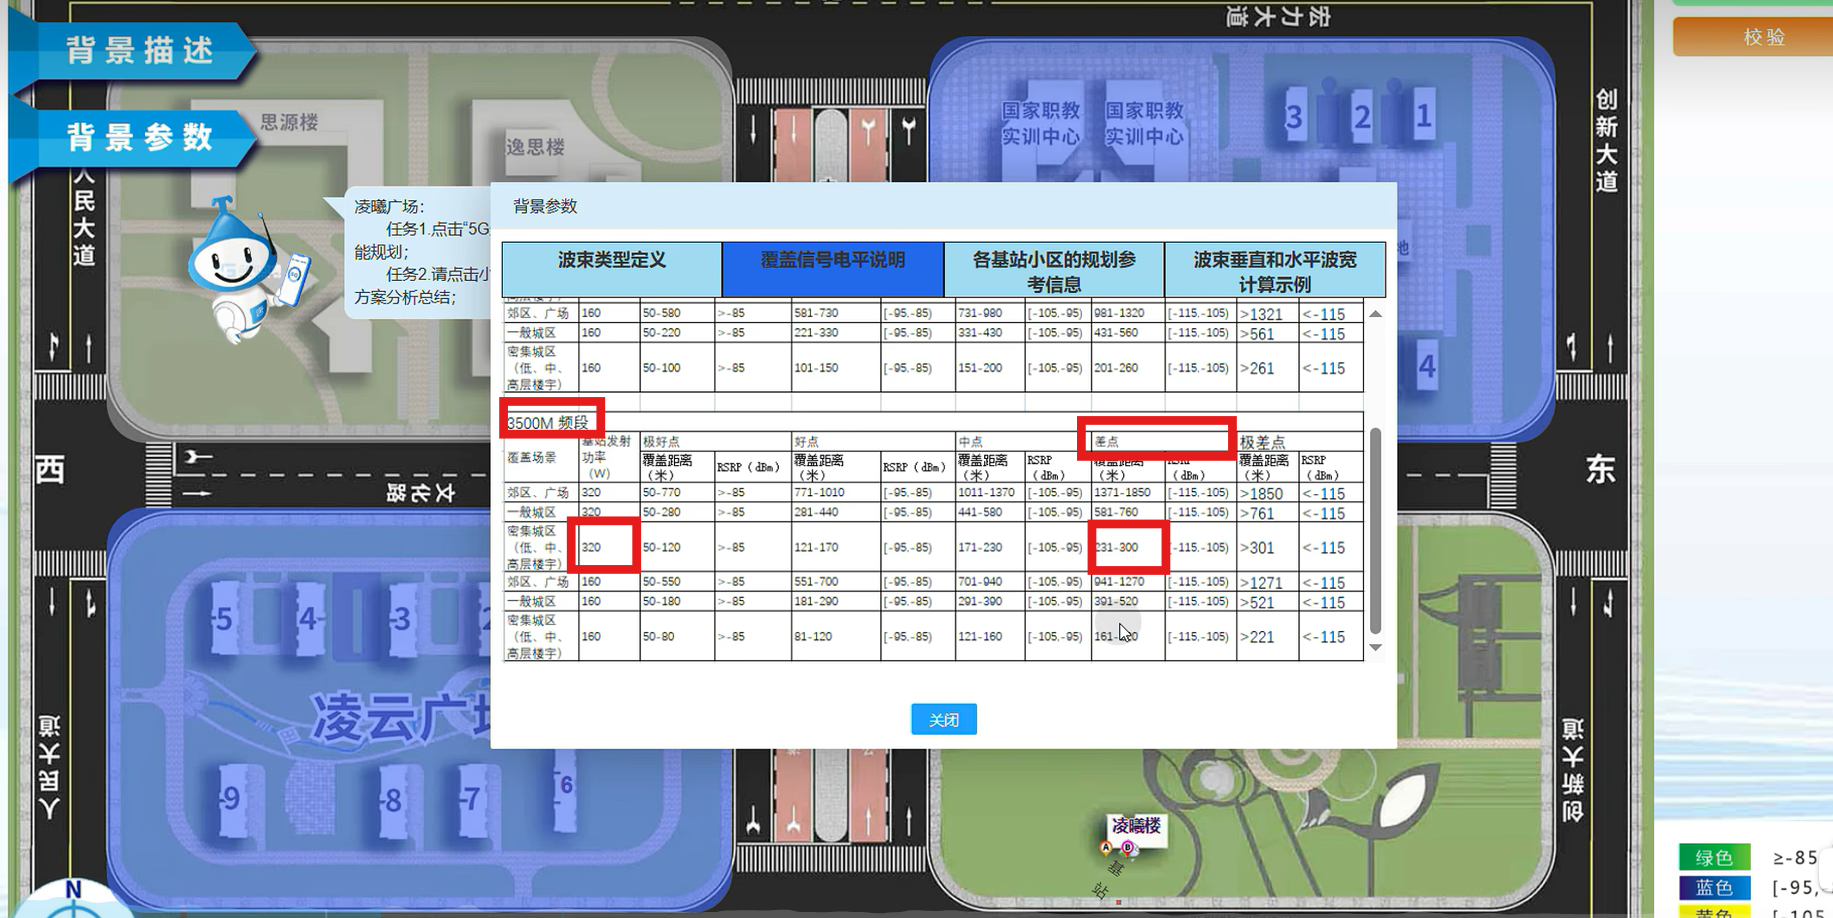 背景描述
背景参数
宏力大道
校验
思源楼
逸思楼
国家职教
实训中心
国家职教
实训中心
3
2
1
4
创新大道
人民大道
凌曦广场：
任务1.点击“5G
能规划；
任务2.请点击小
方案分析总结；
背景参数
波束类型定义
覆盖信号电平说明
各基站小区的规划参
考信息
波束垂直和水平波宽
计算示例
郊区、广场 160 50-580 >-85 581-730 [-95.-85) 731-980 [-105.-95) 981-1320 [-115.-105) >1321 <-115
一般城区 160 50-220 >-85 221-330 [-95.-85) 331-430 [-105.-95) 431-560 [-115.-105) >561 <-115
密集城区
（低、中、 160 50-100 >-85 101-150 [-95.-85) 151-200 [-105.-95) 201-260 [-115.-105) >261 <-115
高层楼宇）
3500M 频段
覆盖场景
基站发射
功率
（W）
极好点 好点 中点 差点 极差点
覆盖距离
（米）
RSRP（dBm）
覆盖距离
（米）
RSRP（dBm）
覆盖距离
（米）
RSRP
（dBm）
覆盖距离
（米）
RSRP
（dBm）
覆盖距离
（米）
RSRP
（dBm）
郊区、广场 320 50-770 >-85 771-1010 [-95.-85) 1011-1370 [-105.-95) 1371-1850 [-115.-105) >1850 <-115
一般城区 320 50-280 >-85 281-440 [-95.-85) 441-580 [-105.-95) 581-760 [-115.-105) >761 <-115
密集城区
（低、中、 320 50-120 >-85 121-170 [-95.-85) 171-230 [-105.-95) 231-300 [-115.-105) >301 <-115
高层楼宇）
郊区、广场 160 50-550 >-85 551-700 [-95.-85) 701-940 [-105.-95) 941-1270 [-115.-105) >1271 <-115
一般城区 160 50-180 >-85 181-290 [-95.-85) 291-390 [-105.-95) 391-520 [-115.-105) >521 <-115
密集城区
（低、中、 160 50-80 >-85 81-120 [-95.-85) 121-160 [-105.-95) [-115.-105) >221 <-115
高层楼宇）
关闭
西
东
文化路
5
4
3
2
凌云广场
9
8
7
6
人民大道
创新大道
凌曦楼
A B
基
站
N
绿色 ≥-85
蓝色 [-95,
黄色 [-105